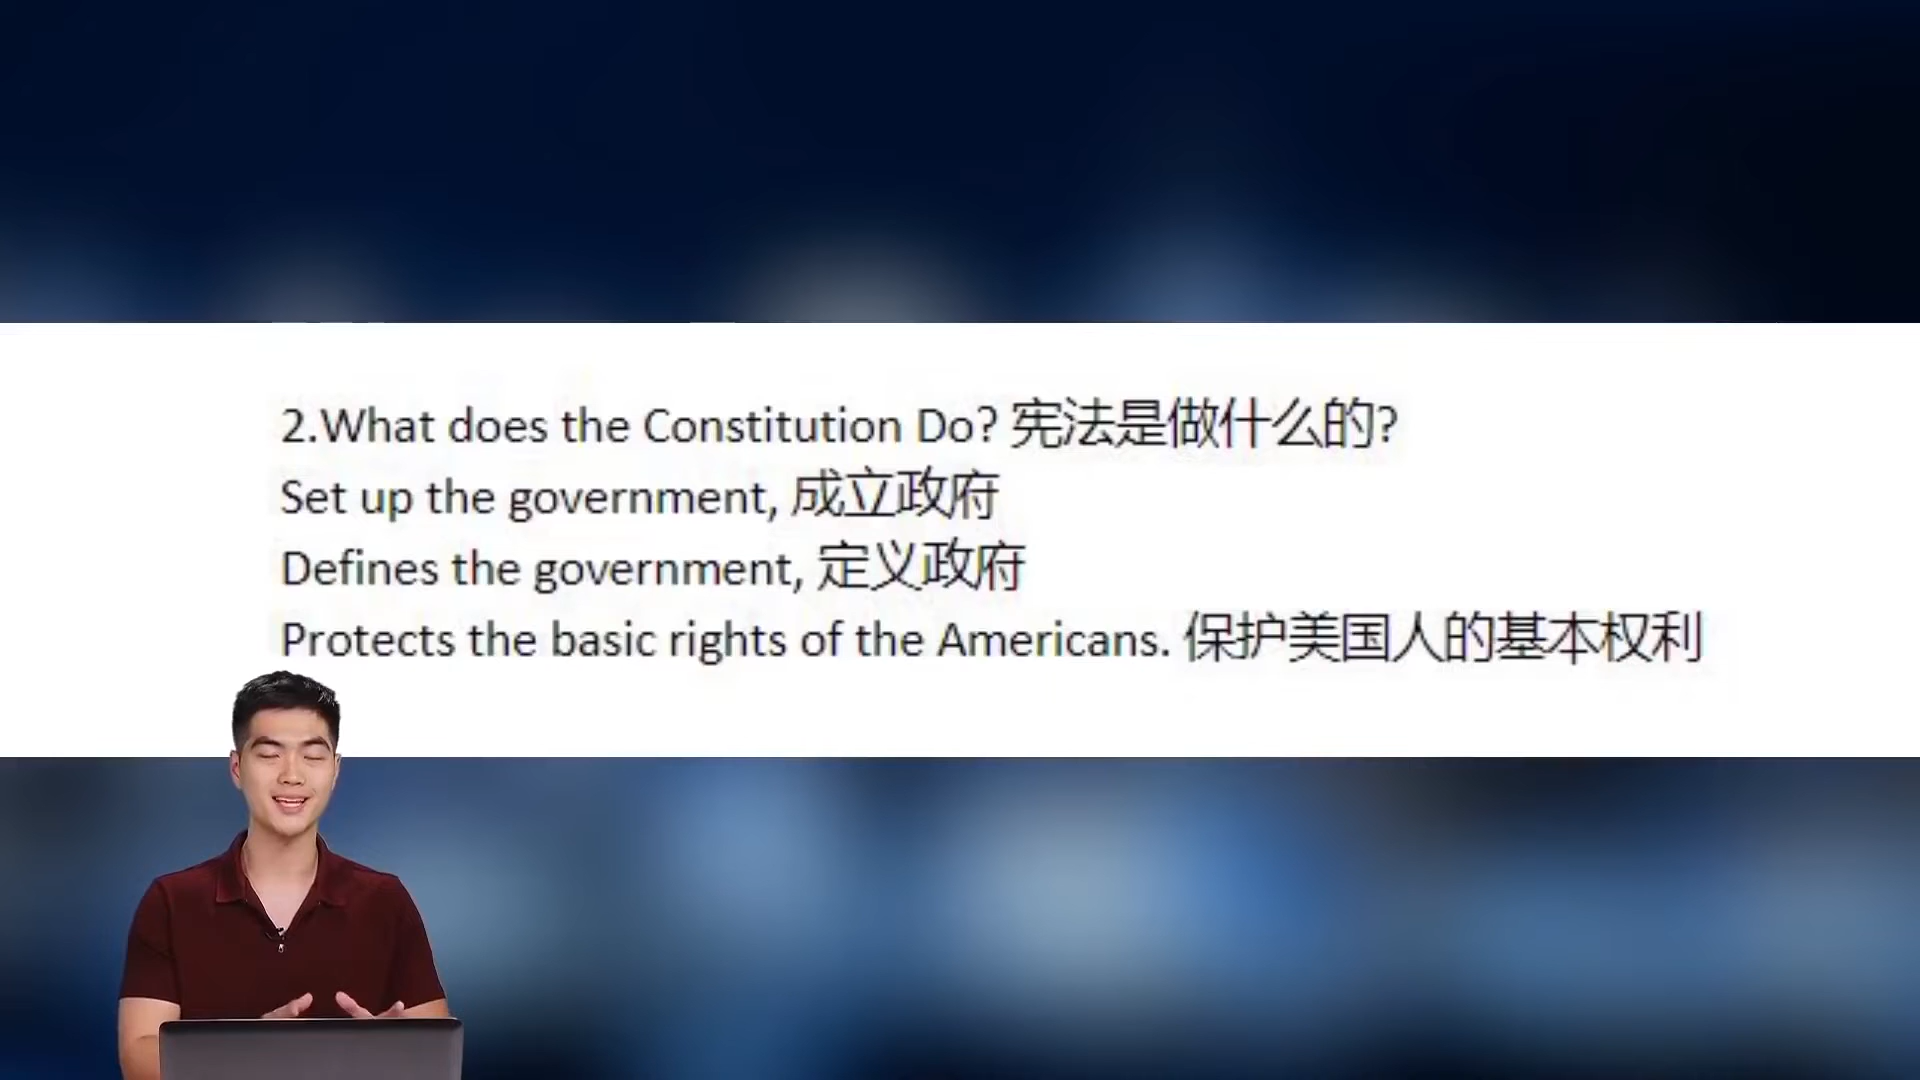 2.What does the Constitution Do? 宪法是做什么的?
Set up the government, 成立政府
Defines the government, 定义政府
Protects the basic rights of the Americans. 保护美国人的基本权利